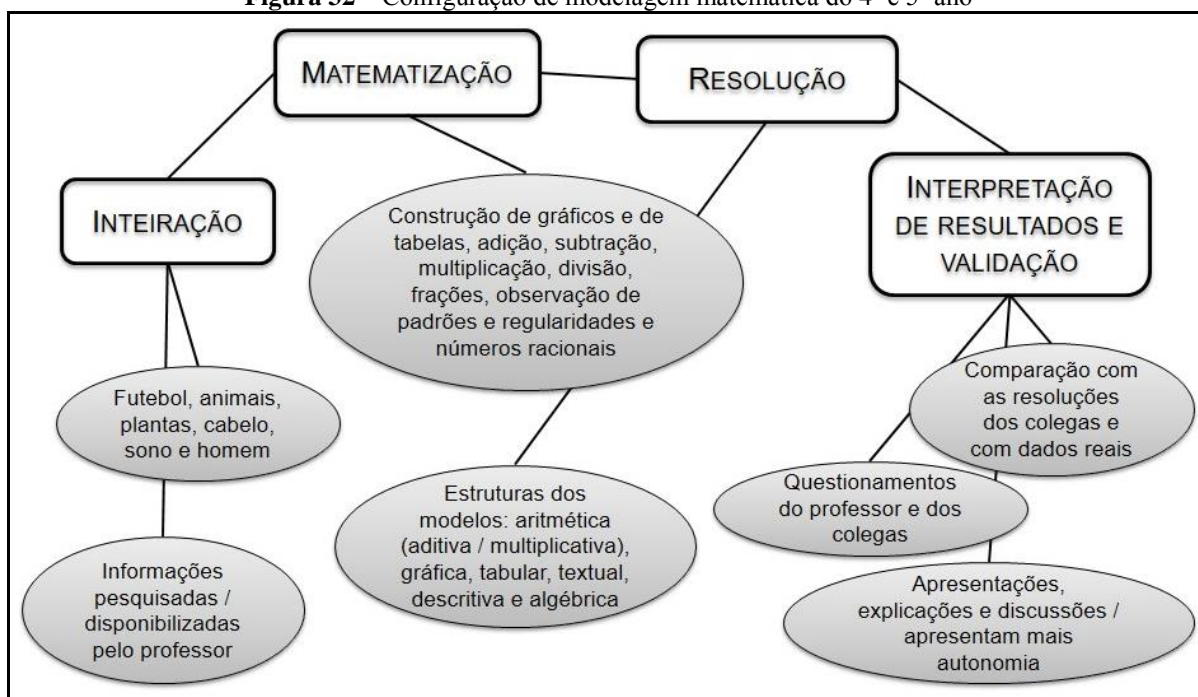 Figura 32 – Configuração de modelagem matemática do 4º e 5º ano
MATEMATIZAÇÃO
RESOLUÇÃO
INTEIRAÇÃO
INTERPRETAÇÃO
DE RESULTADOS E
VALIDAÇÃO
Construção de gráficos e de
tabelas, adição, subtração,
multiplicação, divisão,
frações, observação de
padrões e regularidades e
números racionais
Futebol, animais,
plantas, cabelo,
sono e homem
Comparação com
as resoluções
dos colegas e
com dados reais
Questionamentos
do professor e dos
colegas
Estruturas dos
modelos: aritmética
(aditiva / multiplicativa),
gráfica, tabular, textual,
descritiva e algébrica
Informações
pesquisadas /
disponibilizadas
pelo professor
Apresentações,
explicações e discussões /
apresentam mais
autonomia